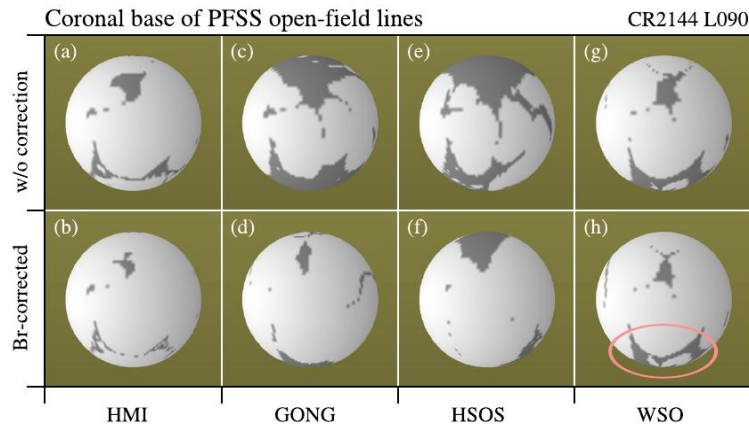 Coronal base of PFSS open-field lines CR2144 L090
w/o correction
(a) (c) (e) (g)
Br-corrected
(b) (d) (f) (h)
HMI GONG HSOS WSO